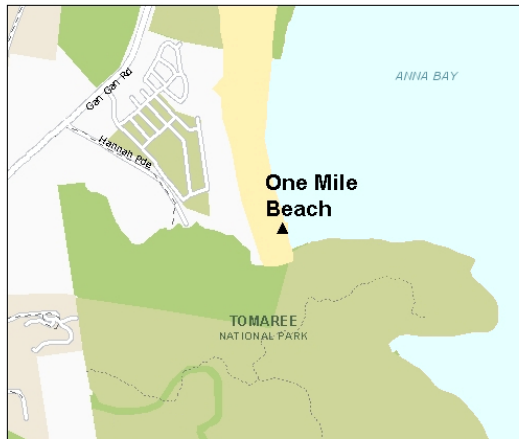 ANNA BAY
Gan Gan Rd
Hannah Pde
One Mile
Beach
TOMAREE
NATIONAL PARK